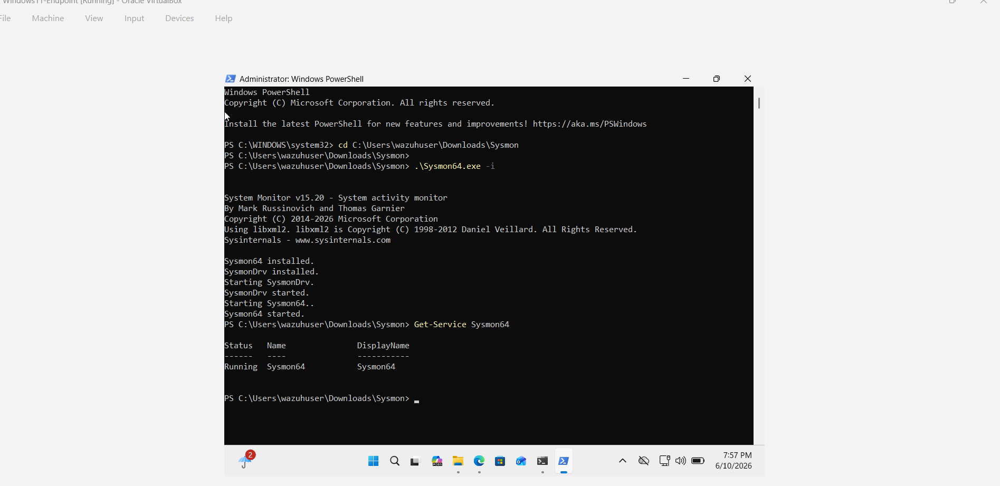 Windows11-Endpoint [Running] - Oracle VirtualBox
File Machine View Input Devices Help
Administrator: Windows PowerShell
Windows PowerShell
Copyright (C) Microsoft Corporation. All rights reserved.
Install the latest PowerShell for new features and improvements! https://aka.ms/PSWindows
PS C:\WINDOWS\system32> cd C:\Users\wazuhuser\Downloads\Sysmon
PS C:\Users\wazuhuser\Downloads\Sysmon>
PS C:\Users\wazuhuser\Downloads\Sysmon> .\Sysmon64.exe -i
System Monitor v15.20 - System activity monitor
By Mark Russinovich and Thomas Garnier
Copyright (C) 2014-2026 Microsoft Corporation
Using libxml2. libxml2 is Copyright (C) 1998-2012 Daniel Veillard. All Rights Reserved.
Sysinternals - www.sysinternals.com
Sysmon64 installed.
SysmonDrv installed.
Starting SysmonDrv.
SysmonDrv started.
Starting Sysmon64..
Sysmon64 started.
PS C:\Users\wazuhuser\Downloads\Sysmon> Get-Service Sysmon64
Status Name DisplayName
------ ---- -----------
Running Sysmon64 Sysmon64
PS C:\Users\wazuhuser\Downloads\Sysmon>
2
M365
7:57 PM
6/10/2026